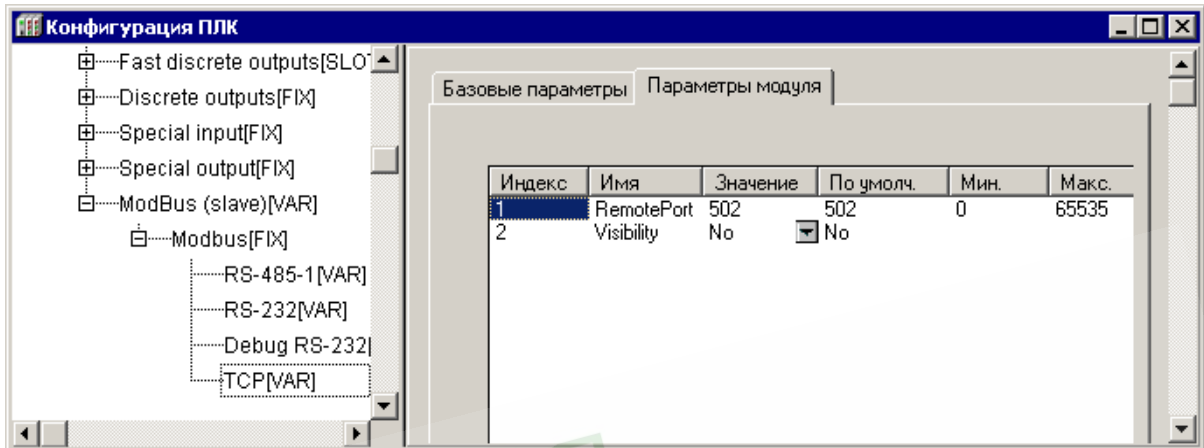 Конфигурация ПЛК
Fast discrete outputs[SLO
Discrete outputs[FIX]
Special input[FIX]
Special output[FIX]
ModBus (slave)[VAR]
Modbus[FIX]
RS-485-1[VAR]
RS-232[VAR]
Debug RS-232[
TCP[VAR]
Базовые параметры Параметры модуля
Индекс Имя Значение По умолч. Мин. Макс.
1 RemotePort 502 502 0 65535
2 Visibility No No